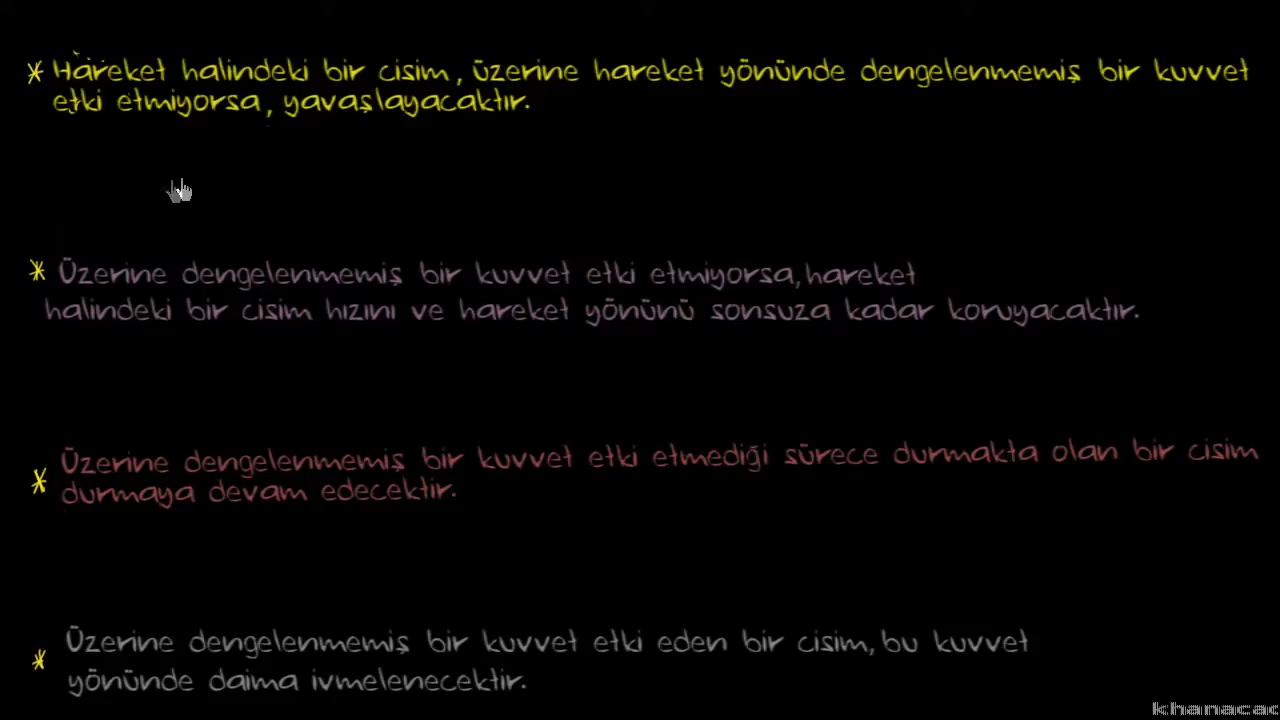 * Hareket halindeki bir cisim, üzerine hareket yönünde dengelenmemiş bir kuvvet
etki etmiyorsa, yavaşlayacaktır.
* Üzerine dengelenmemiş bir kuvvet etki etmiyorsa, hareket
halindeki bir cisim hızını ve hareket yönünü sonsuza kadar koruyacaktır.
* Üzerine dengelenmemiş bir kuvvet etki etmediği sürece durmakta olan bir cisim
durmaya devam edecektir.
* Üzerine dengelenmemiş bir kuvvet etki eden bir cisim, bu kuvvet
yönünde daima ivmelenecektir.
khanacac